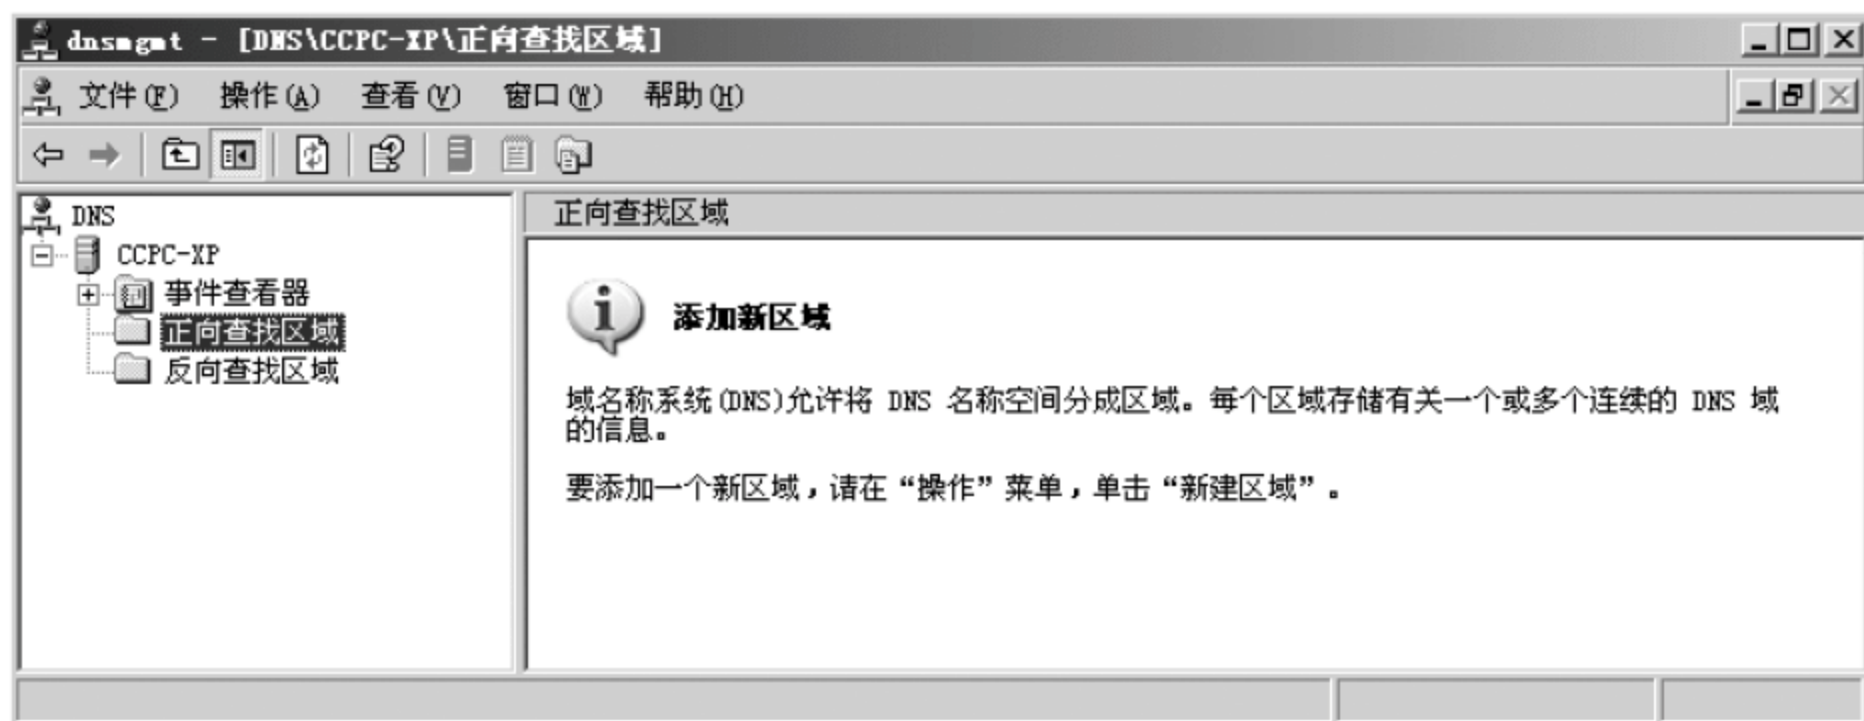 dnsmgmt - [DNS\CCPC-XP\正向查找区域]
文件(F) 操作(A) 查看(V) 窗口(W) 帮助(H)
DNS
CCPC-XP
事件查看器
正向查找区域
反向查找区域
正向查找区域
添加新区域
域名称系统(DNS)允许将 DNS 名称空间分成区域。每个区域存储有关一个或多个连续的 DNS 域
的信息。
要添加一个新区域，请在“操作”菜单，单击“新建区域”。